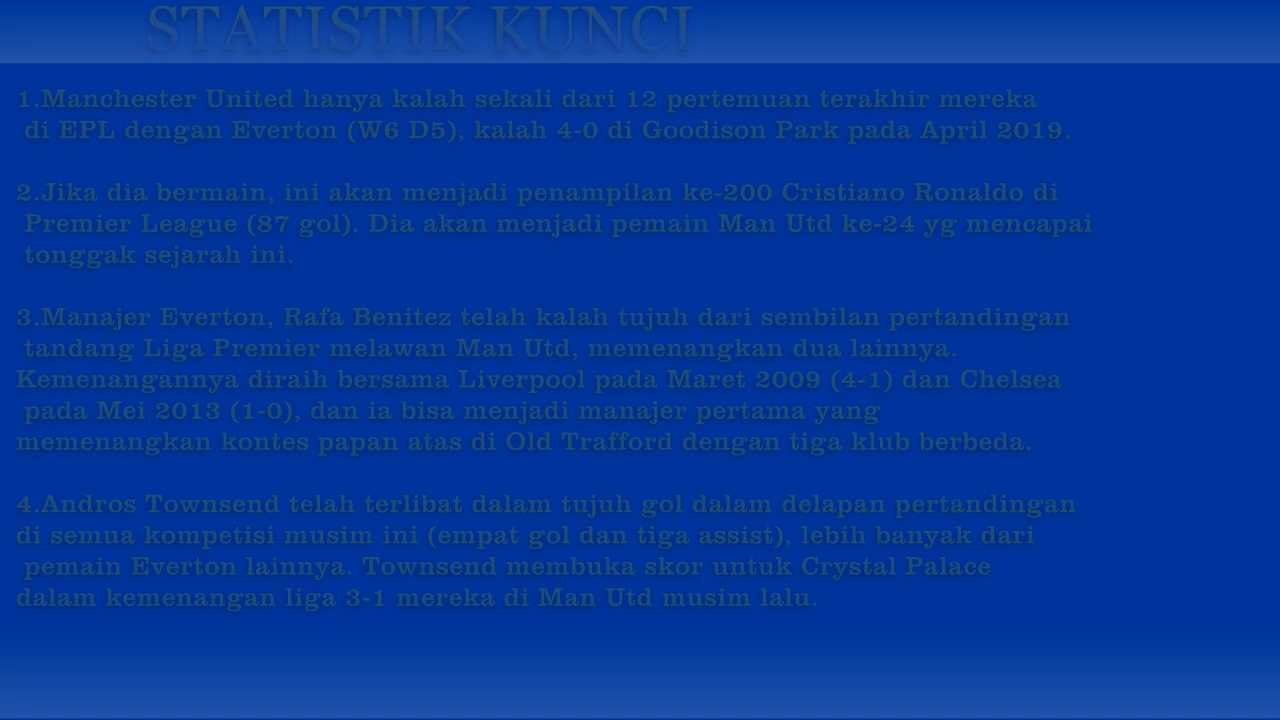 STATISTIK KUNCI
1.Manchester United hanya kalah sekali dari 12 pertemuan terakhir mereka
di EPL dengan Everton (W6 D5), kalah 4-0 di Goodison Park pada April 2019.
2.Jika dia bermain, ini akan menjadi penampilan ke-200 Cristiano Ronaldo di
Premier League (87 gol). Dia akan menjadi pemain Man Utd ke-24 yg mencapai
tonggak sejarah ini.
3.Manajer Everton, Rafa Benitez telah kalah tujuh dari sembilan pertandingan
tandang Liga Premier melawan Man Utd, memenangkan dua lainnya.
Kemenangannya diraih bersama Liverpool pada Maret 2009 (4-1) dan Chelsea
pada Mei 2013 (1-0), dan ia bisa menjadi manajer pertama yang
memenangkan kontes papan atas di Old Trafford dengan tiga klub berbeda.
4.Andros Townsend telah terlibat dalam tujuh gol dalam delapan pertandingan
di semua kompetisi musim ini (empat gol dan tiga assist), lebih banyak dari
pemain Everton lainnya. Townsend membuka skor untuk Crystal Palace
dalam kemenangan liga 3-1 mereka di Man Utd musim lalu.